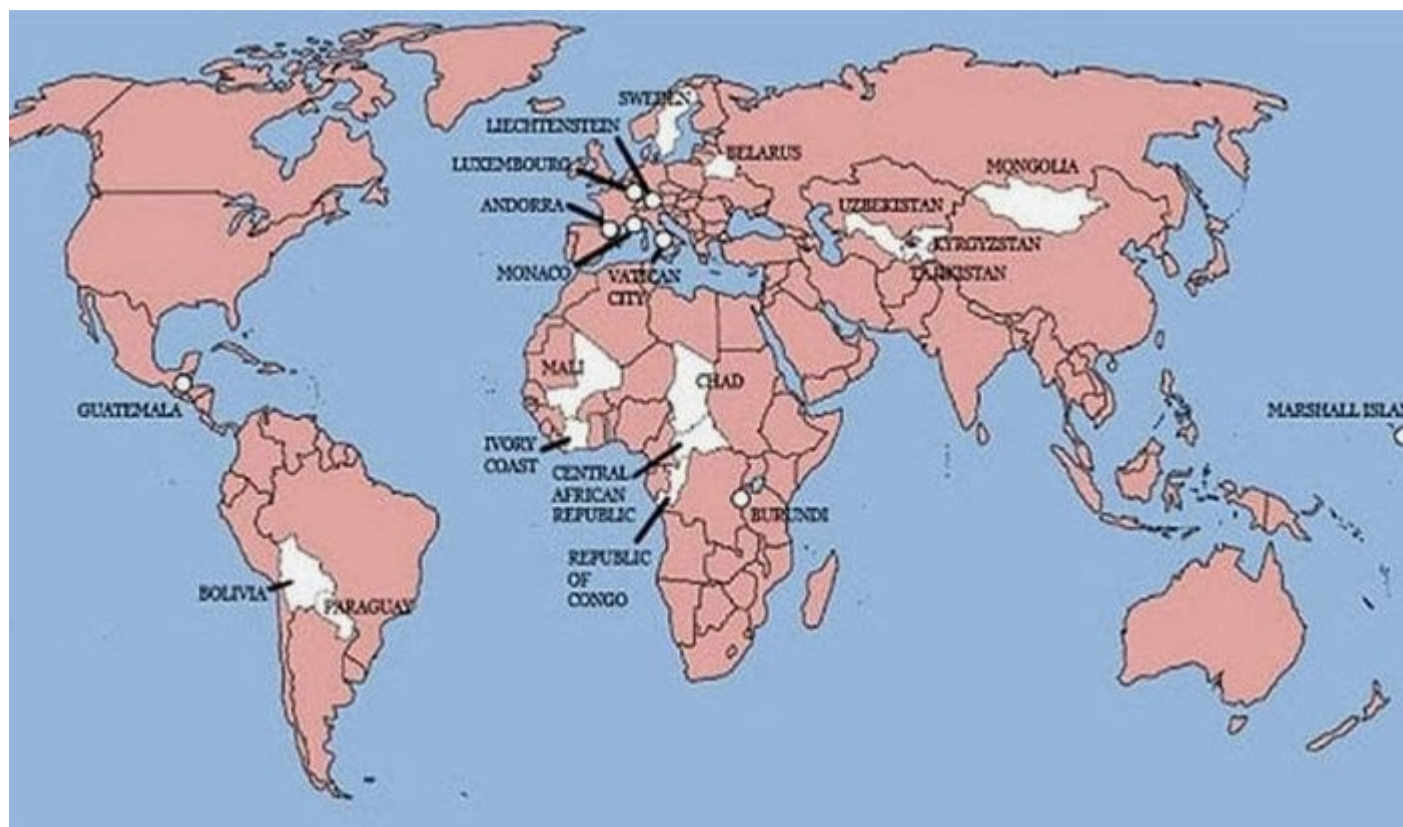 SWEDEN
LIECHTENSTEIN
LUXEMBOURG
BELARUS
MONGOLIA
ANDORRA
UZBEKISTAN
KYRGYZSTAN
MONACO
VATICAN
CITY
MALI
CHAD
GUATEMALA
MARSHALL ISLA
IVORY
COAST
CENTRAL
AFRICAN
REPUBLIC
BURUNDI
REPUBLIC
OF
CONGO
BOLIVIA
PARAGUAY